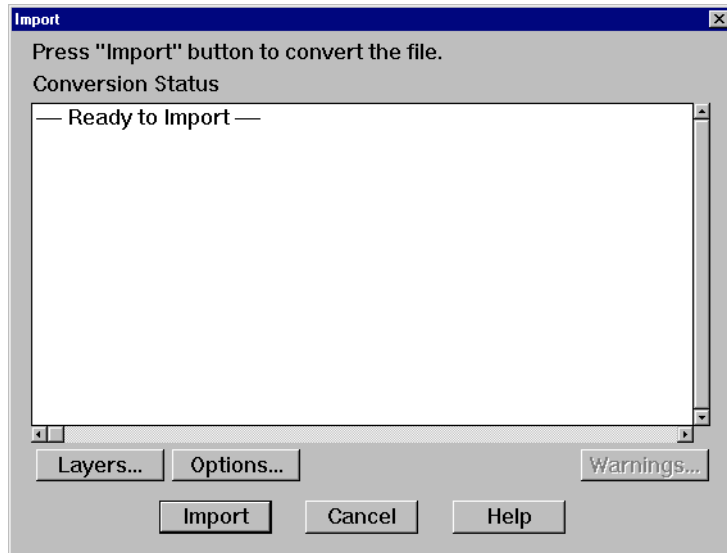 Import
Press "Import" button to convert the file.
Conversion Status
— Ready to Import —
Layers... Options... Warnings...
Import Cancel Help